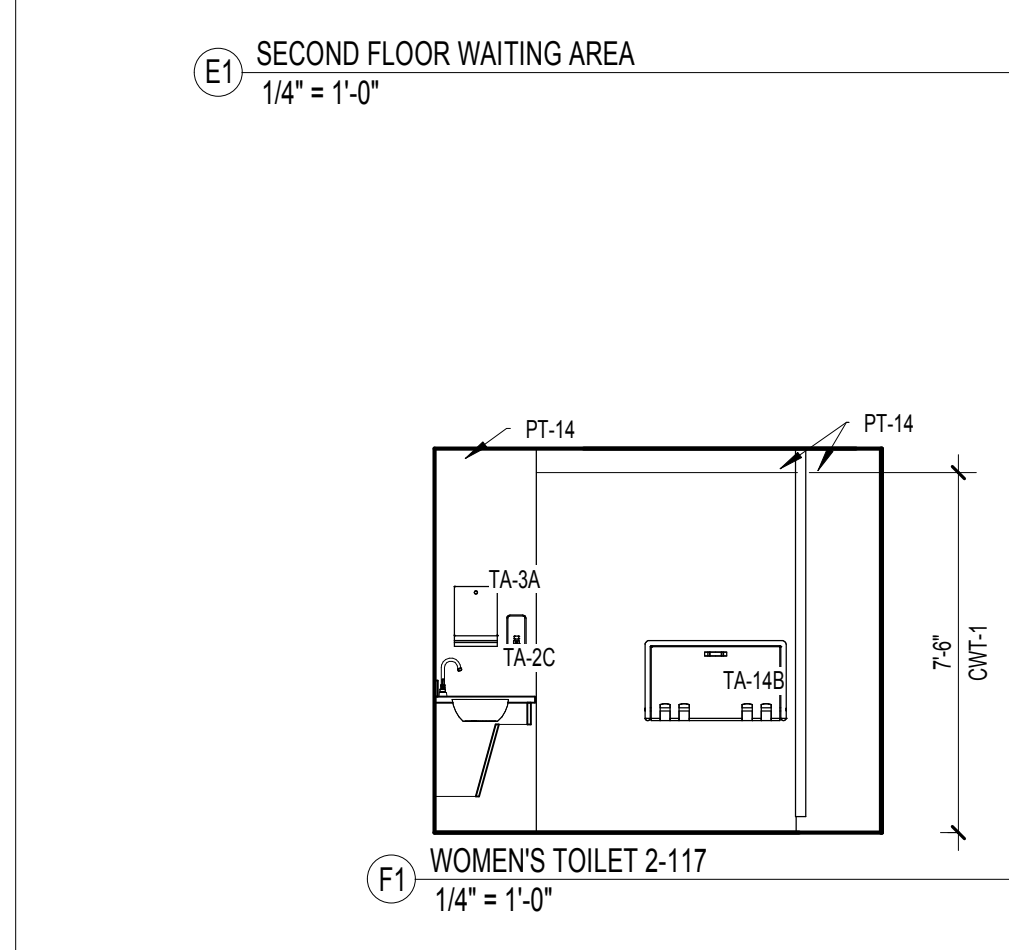 E1 SECOND FLOOR WAITING AREA
1/4" = 1'-0"
PT-14
PT-14
TA-3A
TA-2C
TA-14B
7'-6"
CWT-1
F1 WOMEN'S TOILET 2-117
1/4" = 1'-0"